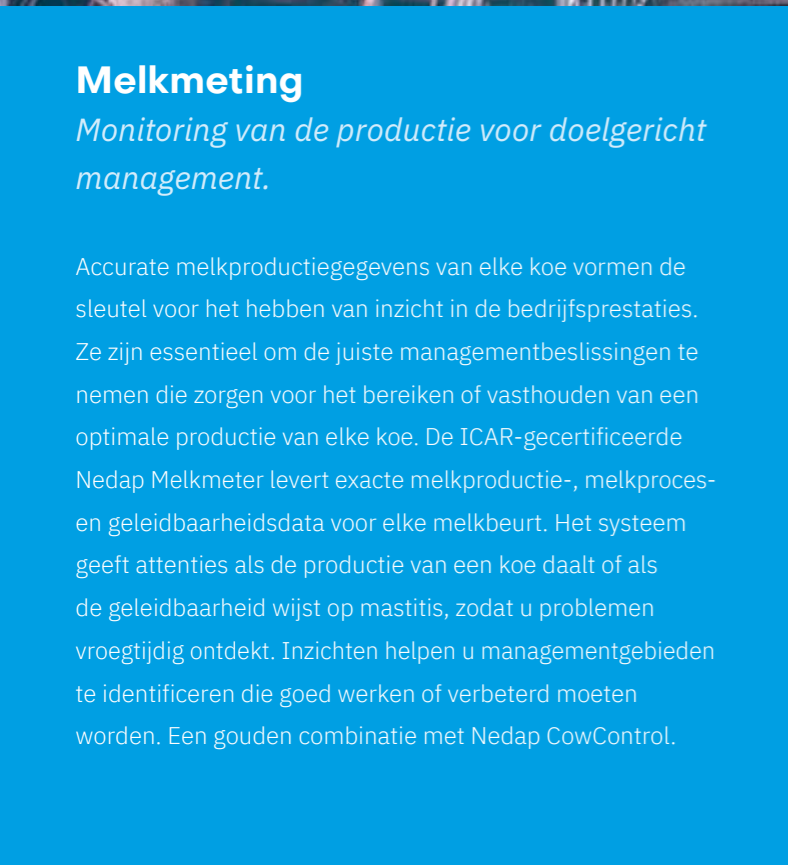 Melkmeting
Monitoring van de productie voor doelgericht
management.
Accurate melkproductiegegevens van elke koe vormen de
sleutel voor het hebben van inzicht in de bedrijfsprestaties.
Ze zijn essentieel om de juiste managementbeslissingen te
nemen die zorgen voor het bereiken of vasthouden van een
optimale productie van elke koe. De ICAR-gecertificeerde
Nedap Melkmeter levert exacte melkproductie-, melkproces-
en geleidbaarheidsdata voor elke melkbeurt. Het systeem
geeft attenties als de productie van een koe daalt of als
de geleidbaarheid wijst op mastitis, zodat u problemen
vroegtijdig ontdekt. Inzichten helpen u managementgebieden
te identificeren die goed werken of verbeterd moeten
worden. Een gouden combinatie met Nedap CowControl.